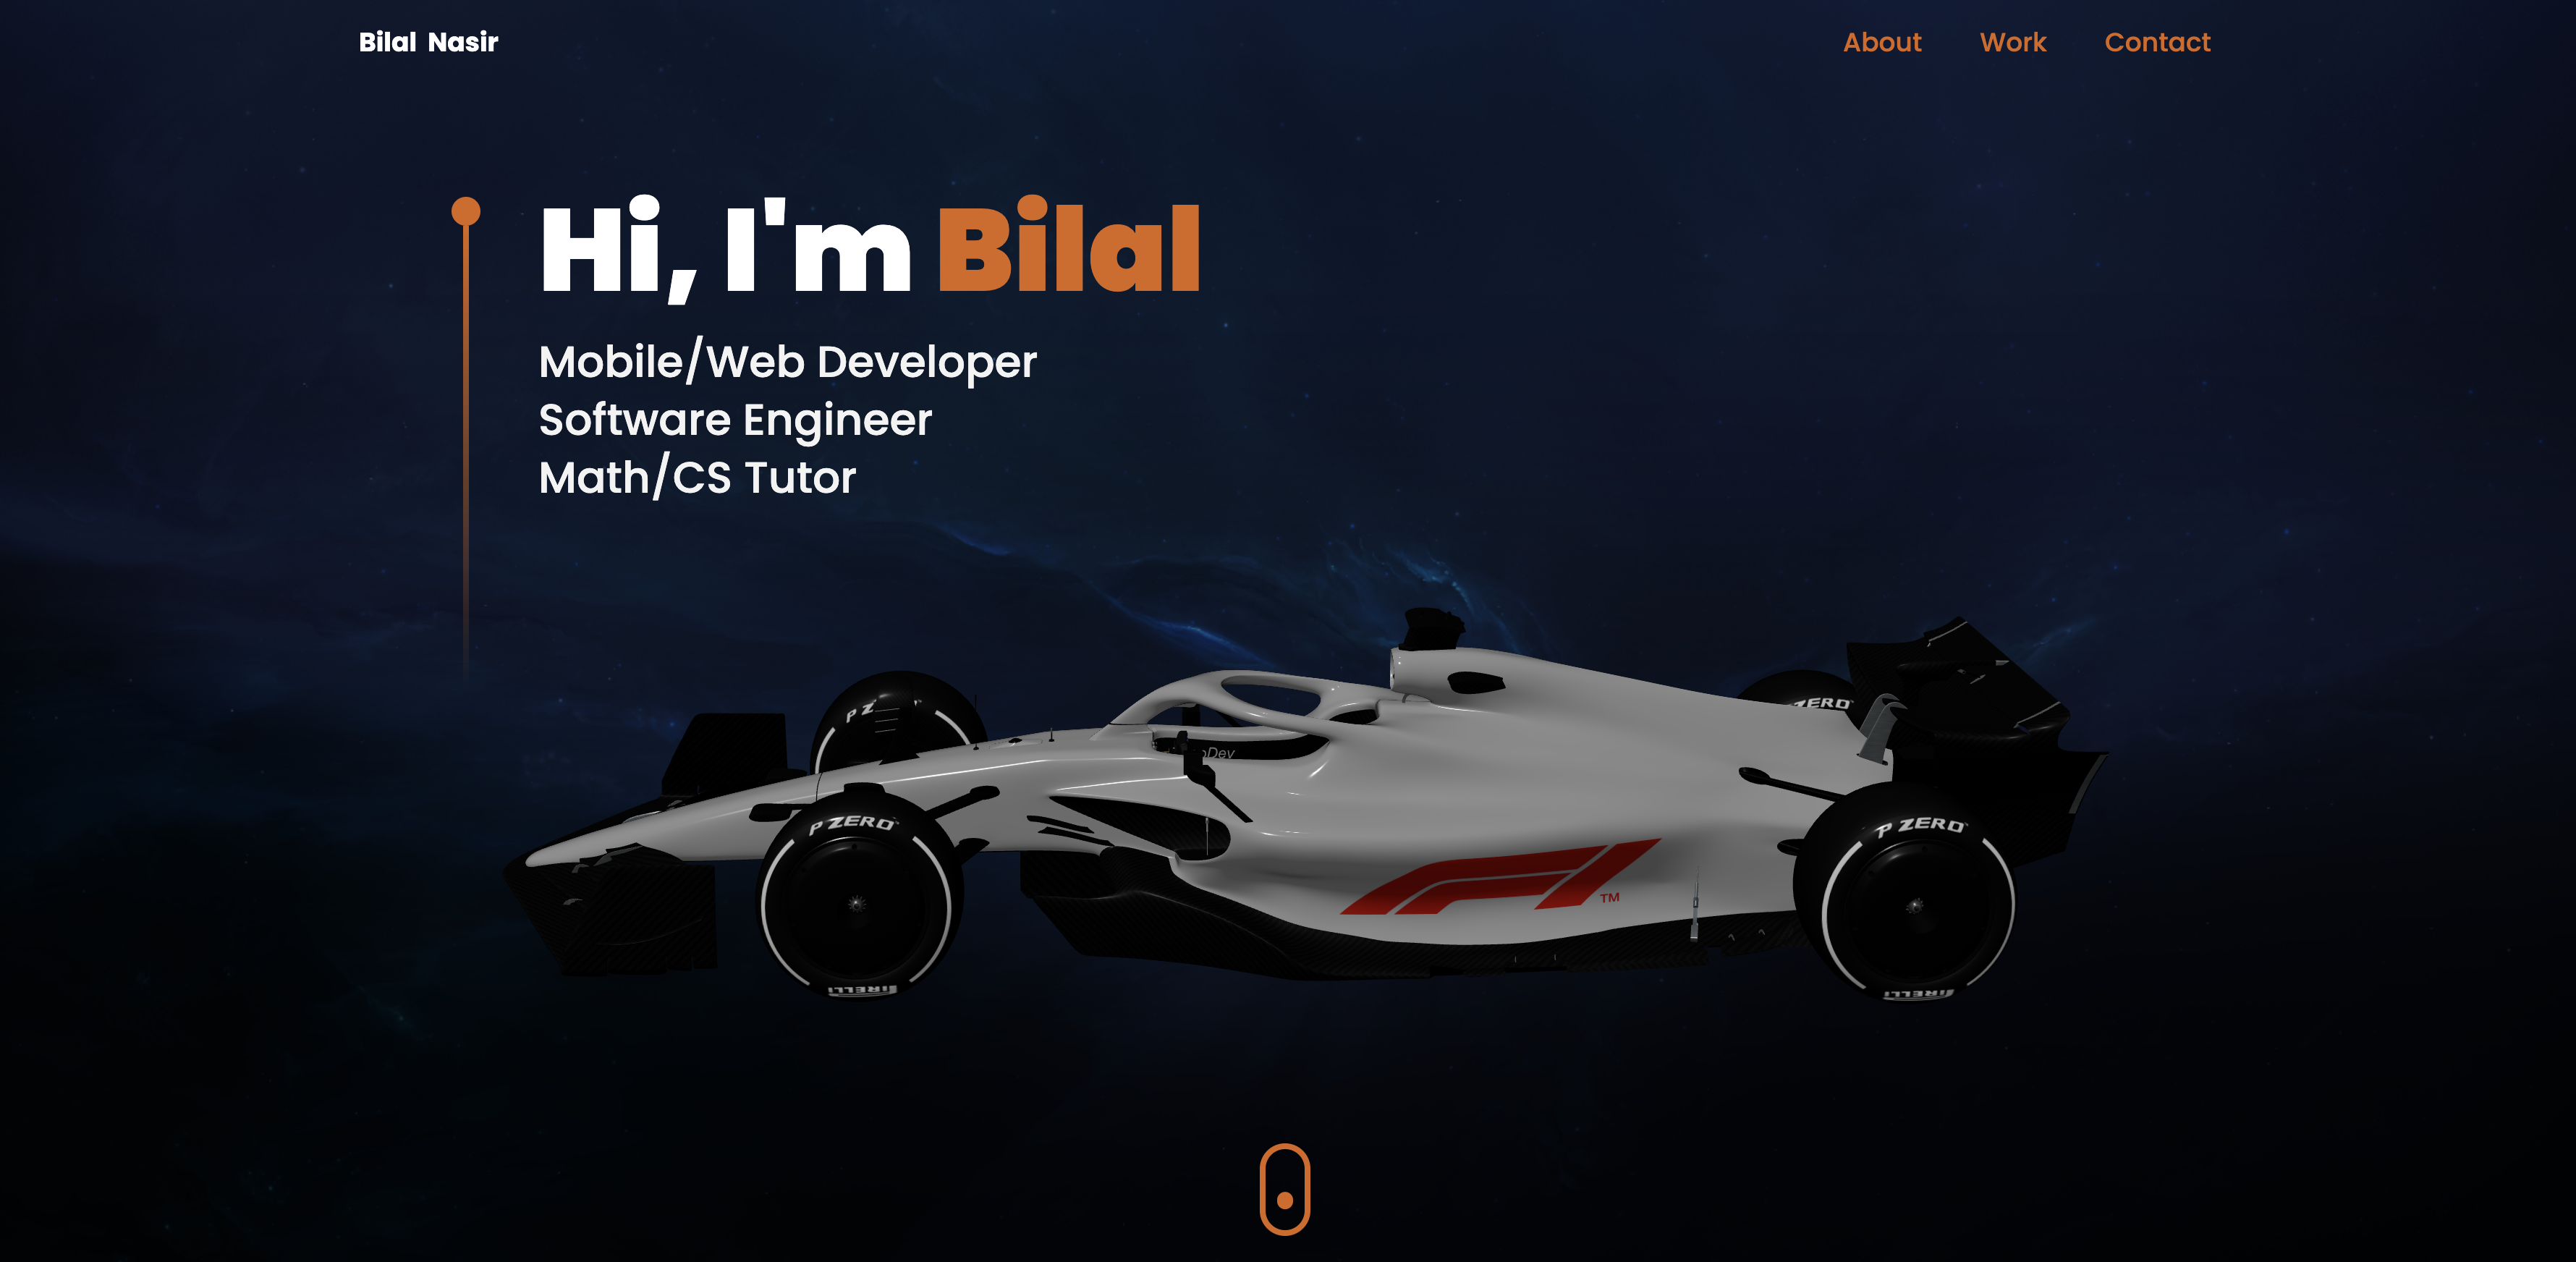 Bilal Nasir
About Work Contact
Hi, I'm Bilal
Mobile/Web Developer
Software Engineer
Math/CS Tutor
P Z
ZERO
Dev
P ZERO
P ZERO
F1 TM
PIRELLI
PIRELLI